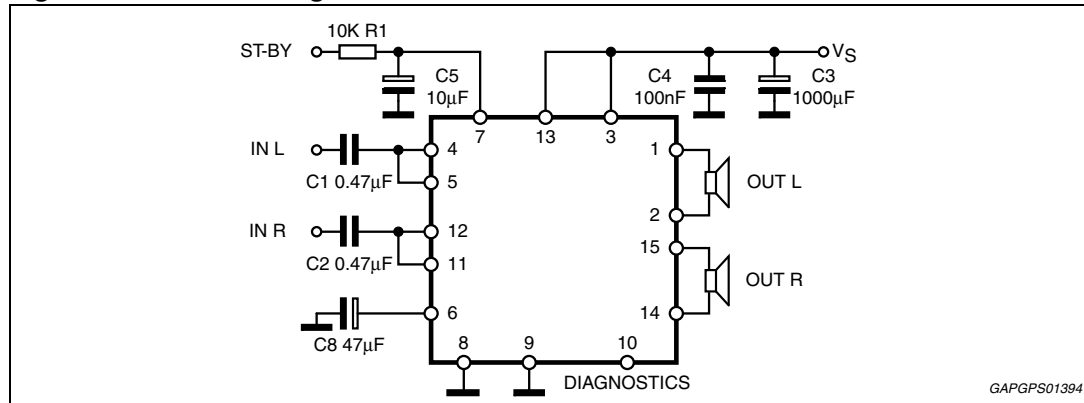 10K R1
ST-BY
VS
C5
10μF
C4
100nF
C3
1000μF
7
13
3
IN L
4
1
C1 0.47μF
5
OUT L
2
IN R
12
15
C2 0.47μF
11
OUT R
6
14
C8 47μF
8
9
10
DIAGNOSTICS
GAPGPS01394